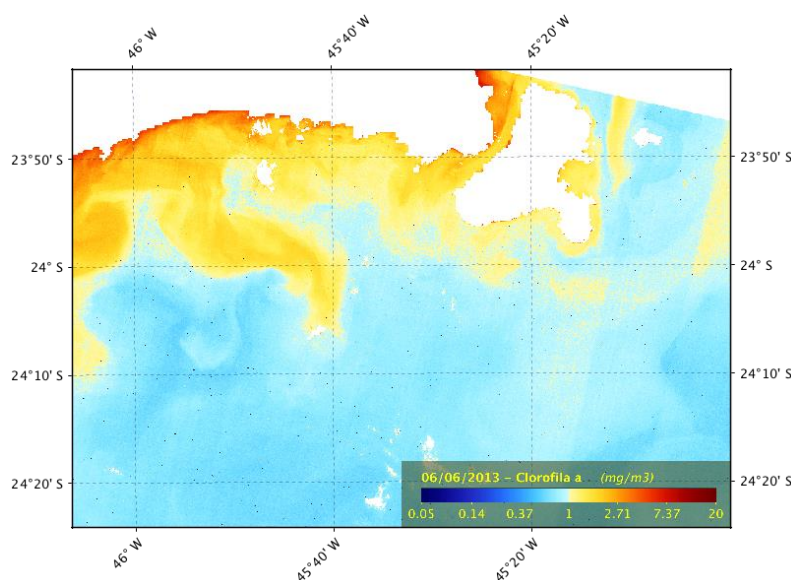 46° W 45°40' W 45°20' W
23°50' S 23°50' S
24° S 24° S
24°10' S 24°10' S
24°20' S 24°20' S
06/06/2013 - Clorofila a (mg/m3)
0.05 0.14 0.37 1 2.71 7.37 20
46° W 45°40' W 45°20' W